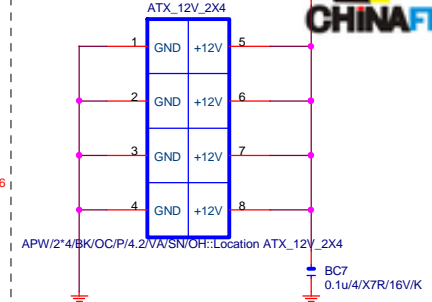 ATX_12V_2X4
CHINAFI
1 GND +12V 5
2 GND +12V 6
3 GND +12V 7
6
4 GND +12V 8
APW/2*4/BK/OC/P/4.2/VA/SN/OH::Location ATX_12V_2X4
BC7
0.1u/4/X7R/16V/K